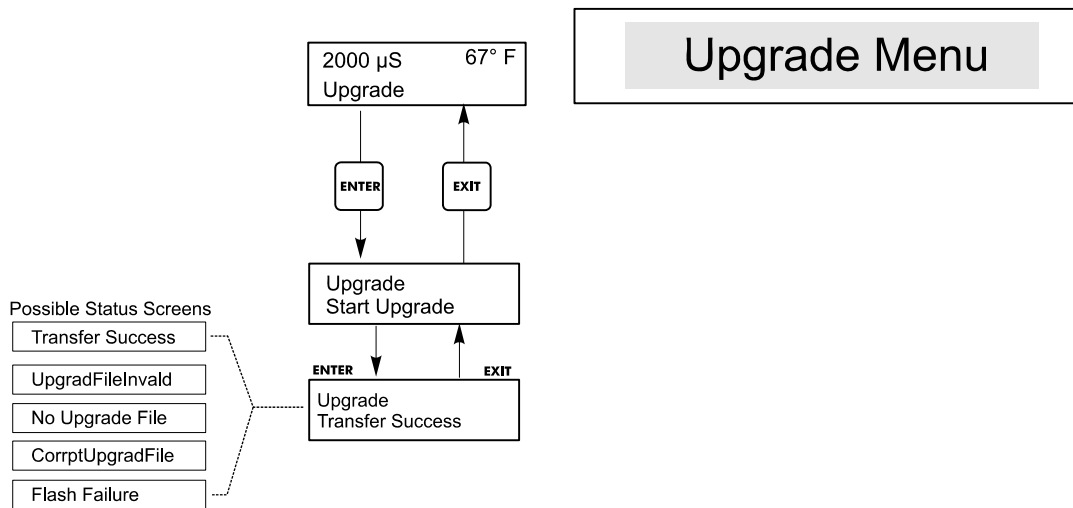 Upgrade Menu
2000 µS 67° F
Upgrade
ENTER EXIT
Upgrade
Start Upgrade
Possible Status Screens
Transfer Success
UpgradFileInvald
No Upgrade File
CorrptUpgradFile
Flash Failure
ENTER EXIT
Upgrade
Transfer Success